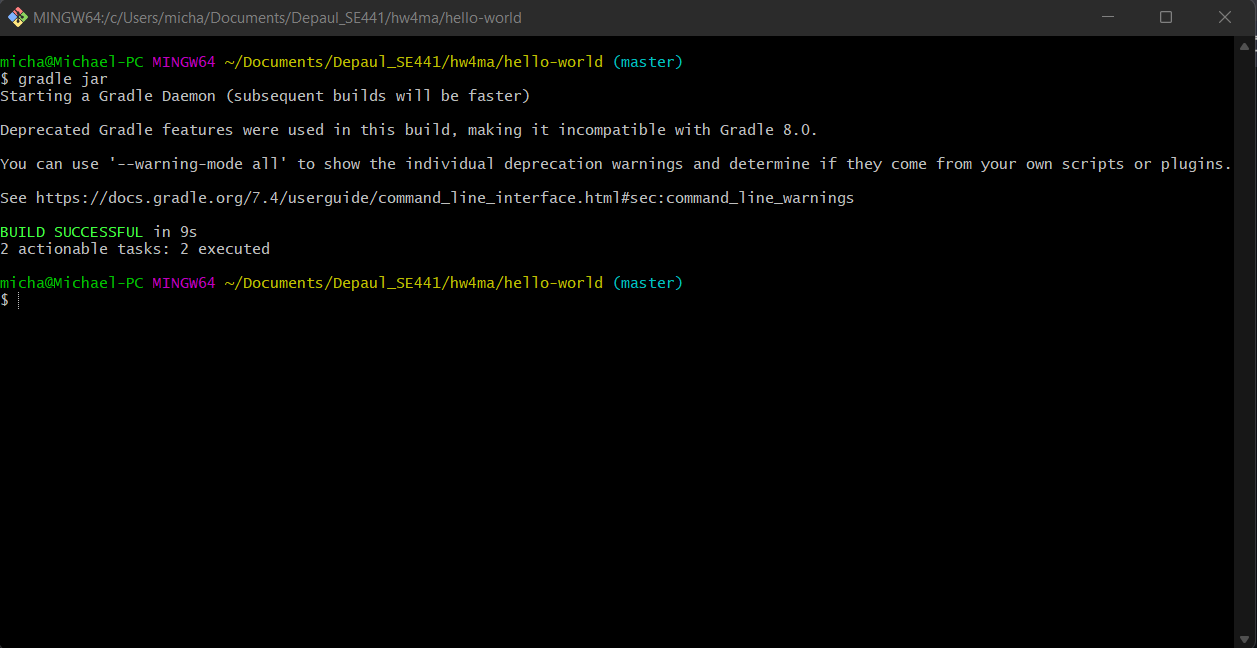 MINGW64:/c/Users/micha/Documents/Depaul_SE441/hw4ma/hello-world
micha@Michael-PC MINGW64 ~/Documents/Depaul_SE441/hw4ma/hello-world (master)
$ gradle jar
Starting a Gradle Daemon (subsequent builds will be faster)
Deprecated Gradle features were used in this build, making it incompatible with Gradle 8.0.
You can use '--warning-mode all' to show the individual deprecation warnings and determine if they come from your own scripts or plugins.
See https://docs.gradle.org/7.4/userguide/command_line_interface.html#sec:command_line_warnings
BUILD SUCCESSFUL in 9s
2 actionable tasks: 2 executed
micha@Michael-PC MINGW64 ~/Documents/Depaul_SE441/hw4ma/hello-world (master)
$